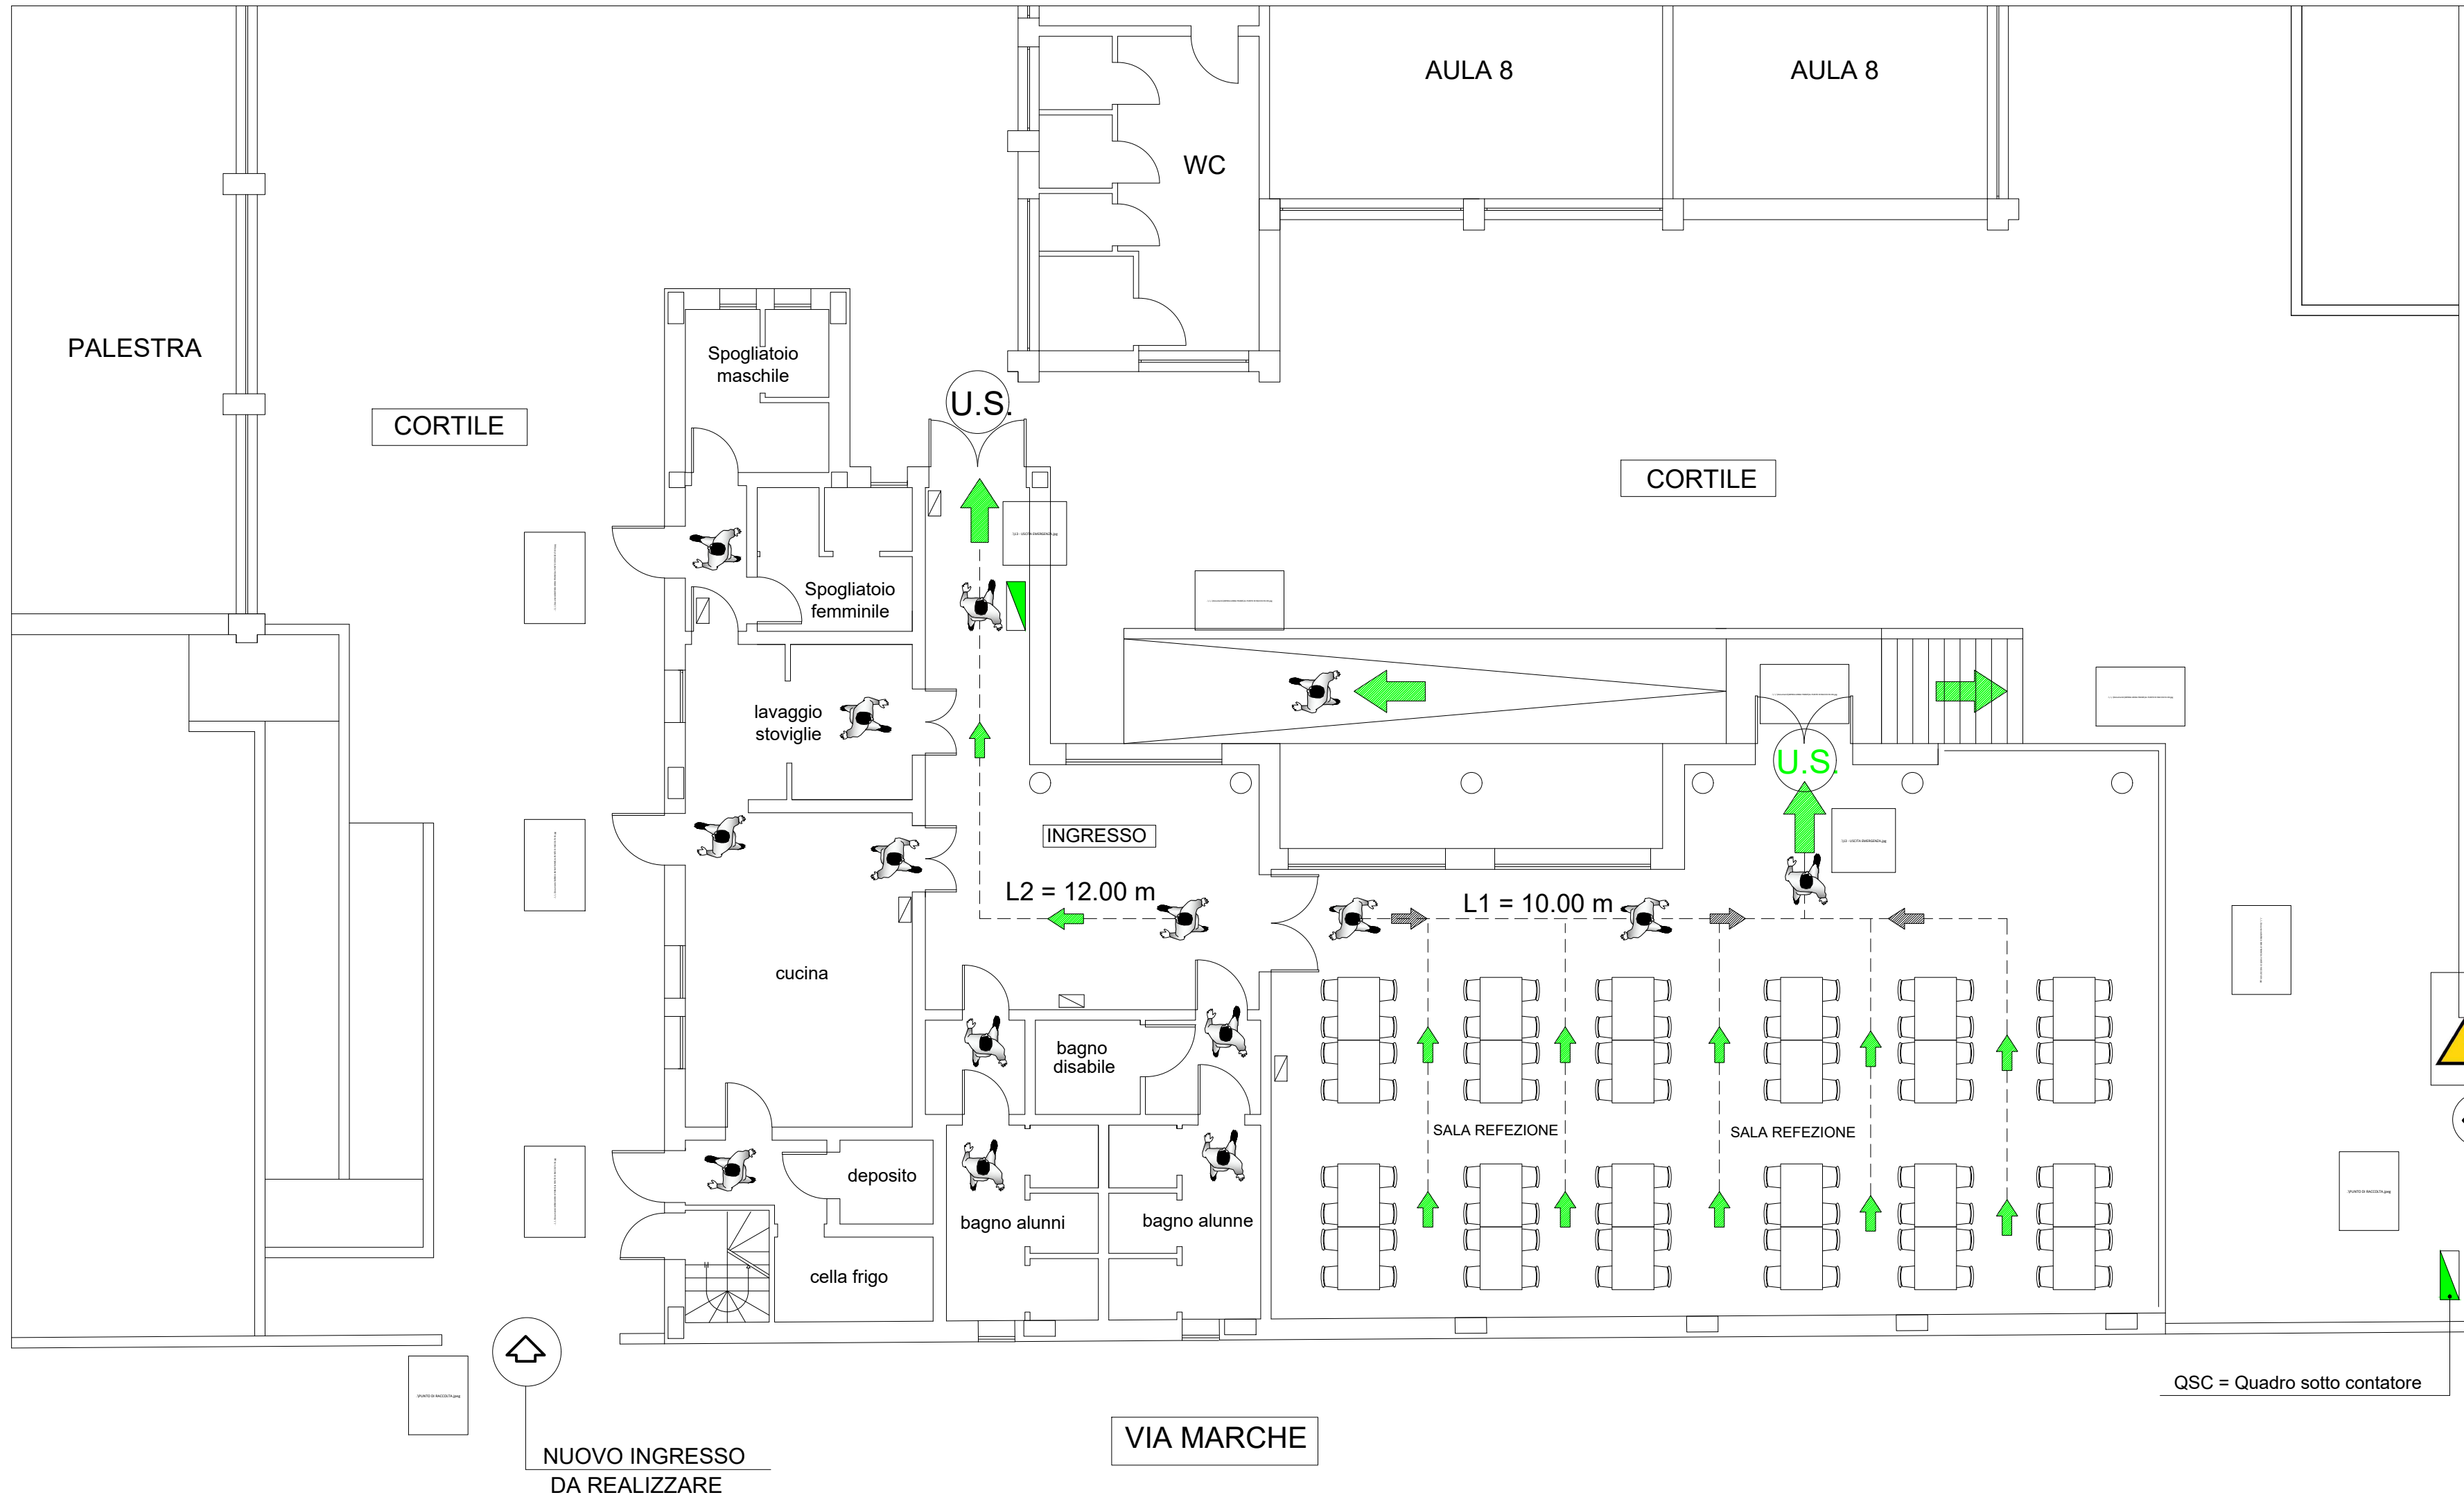 AULA 8
AULA 8
WC
PALESTRA
Spogliatoio
maschile
U.S.
CORTILE
CORTILE
Spogliatoio
femminile
lavaggio
stoviglie
U.S.
INGRESSO
L2 = 12.00 m
L1 = 10.00 m
cucina
bagno
disabile
SALA REFEZIONE
SALA REFEZIONE
deposito
bagno alunni
bagno alunne
cella frigo
QSC = Quadro sotto contatore
VIA MARCHE
NUOVO INGRESSO
DA REALIZZARE